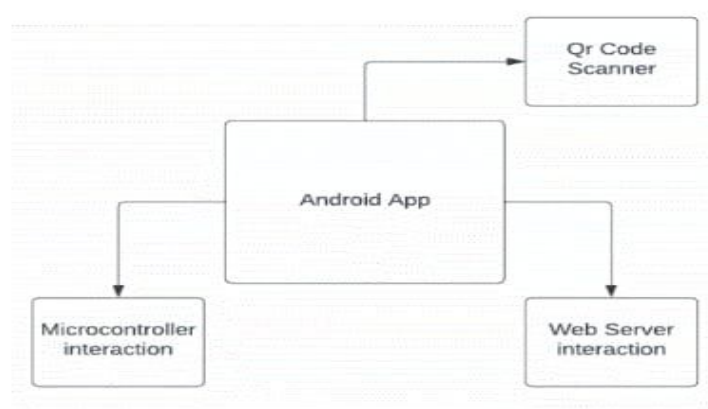 Qr Code
Scanner
Android App
Microcontroller
interaction
Web Server
interaction